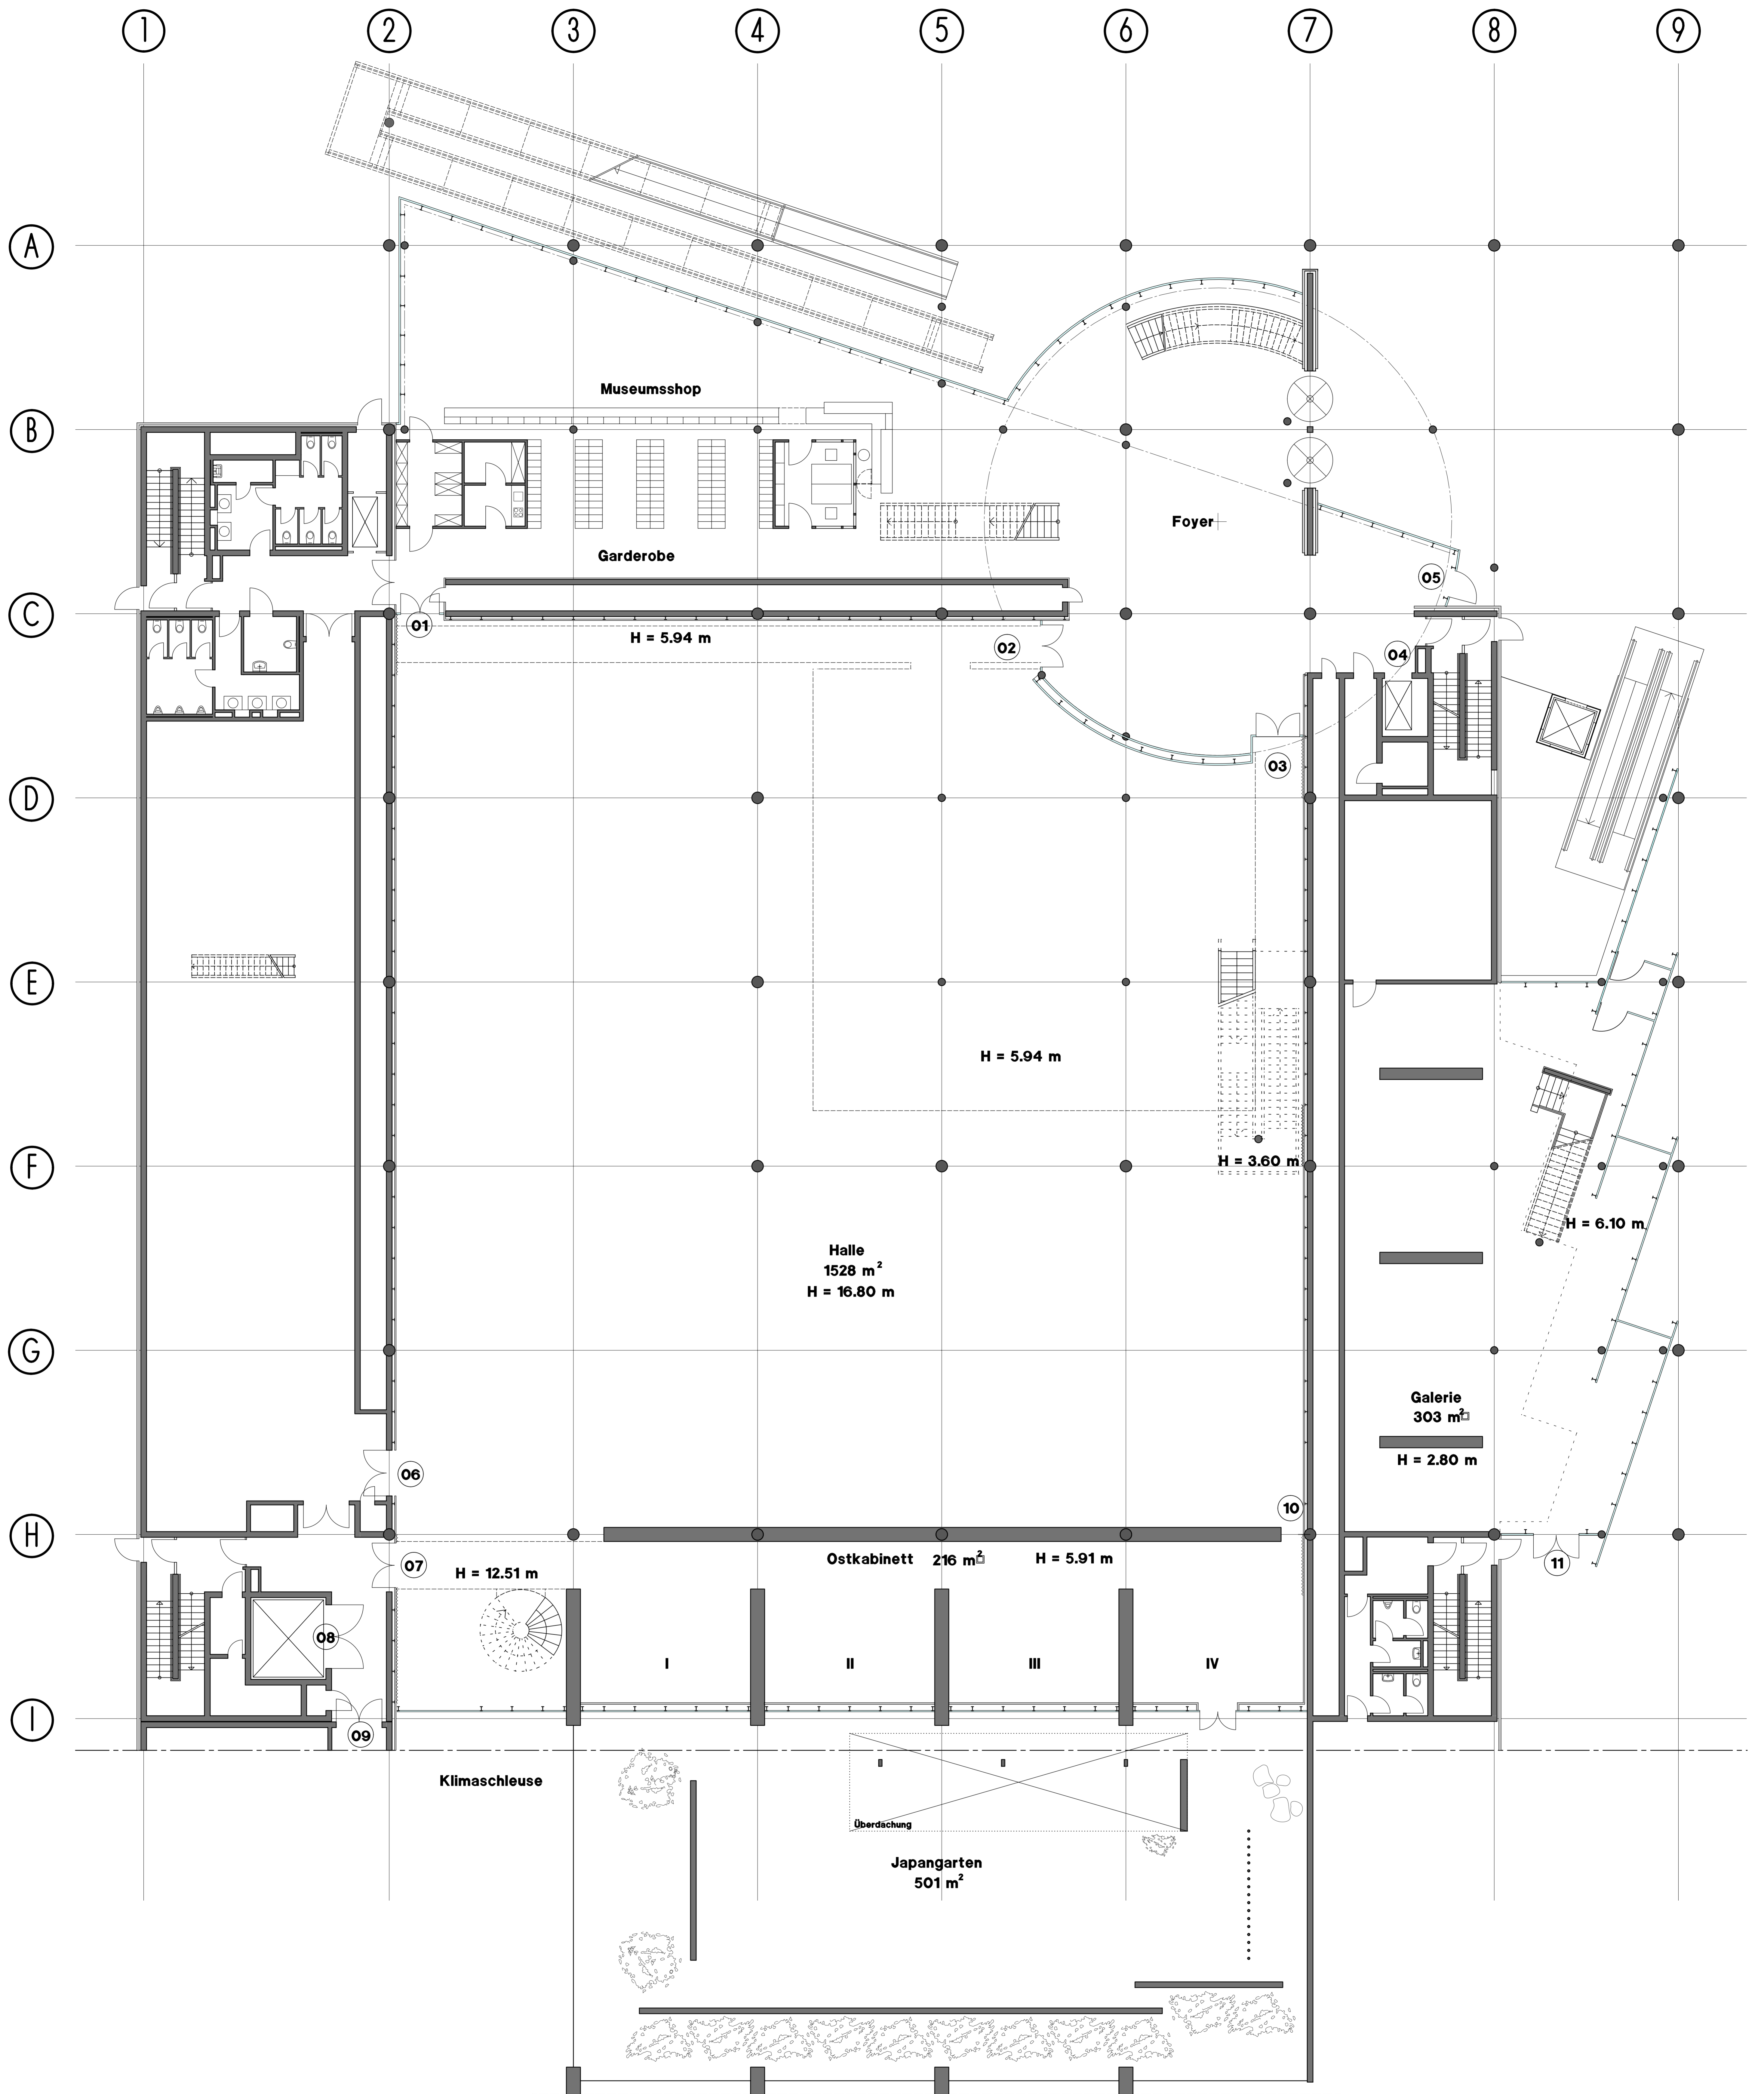 1 2 3 4 5 6 7 8 9
A
Museumsshop
B
Foyer
Garderobe
05
C
01
H = 5.94 m
02
04
03
D
E
H = 5.94 m
F
H = 3.60 m
H = 6.10 m
Halle
1528 m²
H = 16.80 m
G
Galerie
303 m²
H = 2.80 m
06
10
H
Ostkabinett 216 m² H = 5.91 m
11
07
H = 12.51 m
08
I II III IV
I
09
Klimaschleuse
Überdachung
Japangarten
501 m²